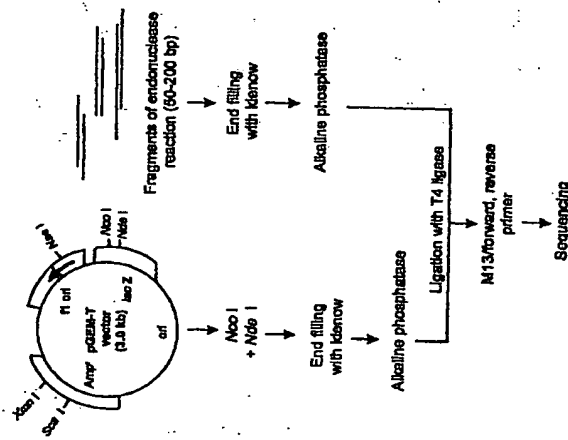 Xmn I
Sca I
Nae I
f1 ori
Ampʳ
pGEM-T
vector
(3.0 kb)
lac Z
ori
Nco I
Nde I
Nco I
+ Nde I
End filling
with klenow
Alkaline phosphatase
Fragments of endonuclease
reaction (50-200 bp)
End filling
with klenow
Alkaline phosphatase
Ligation with T4 ligase
M13/forward, reverse
primer
Sequencing